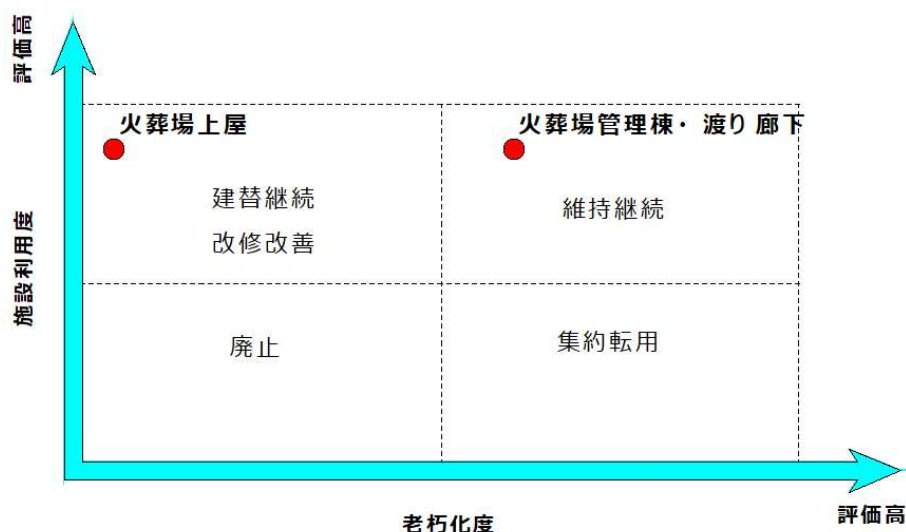 評価高
火葬場上屋
火葬場管理棟・渡り廊下
建替継続
改修改善
維持継続
施設利用度
廃止
集約転用
評価高
老朽化度